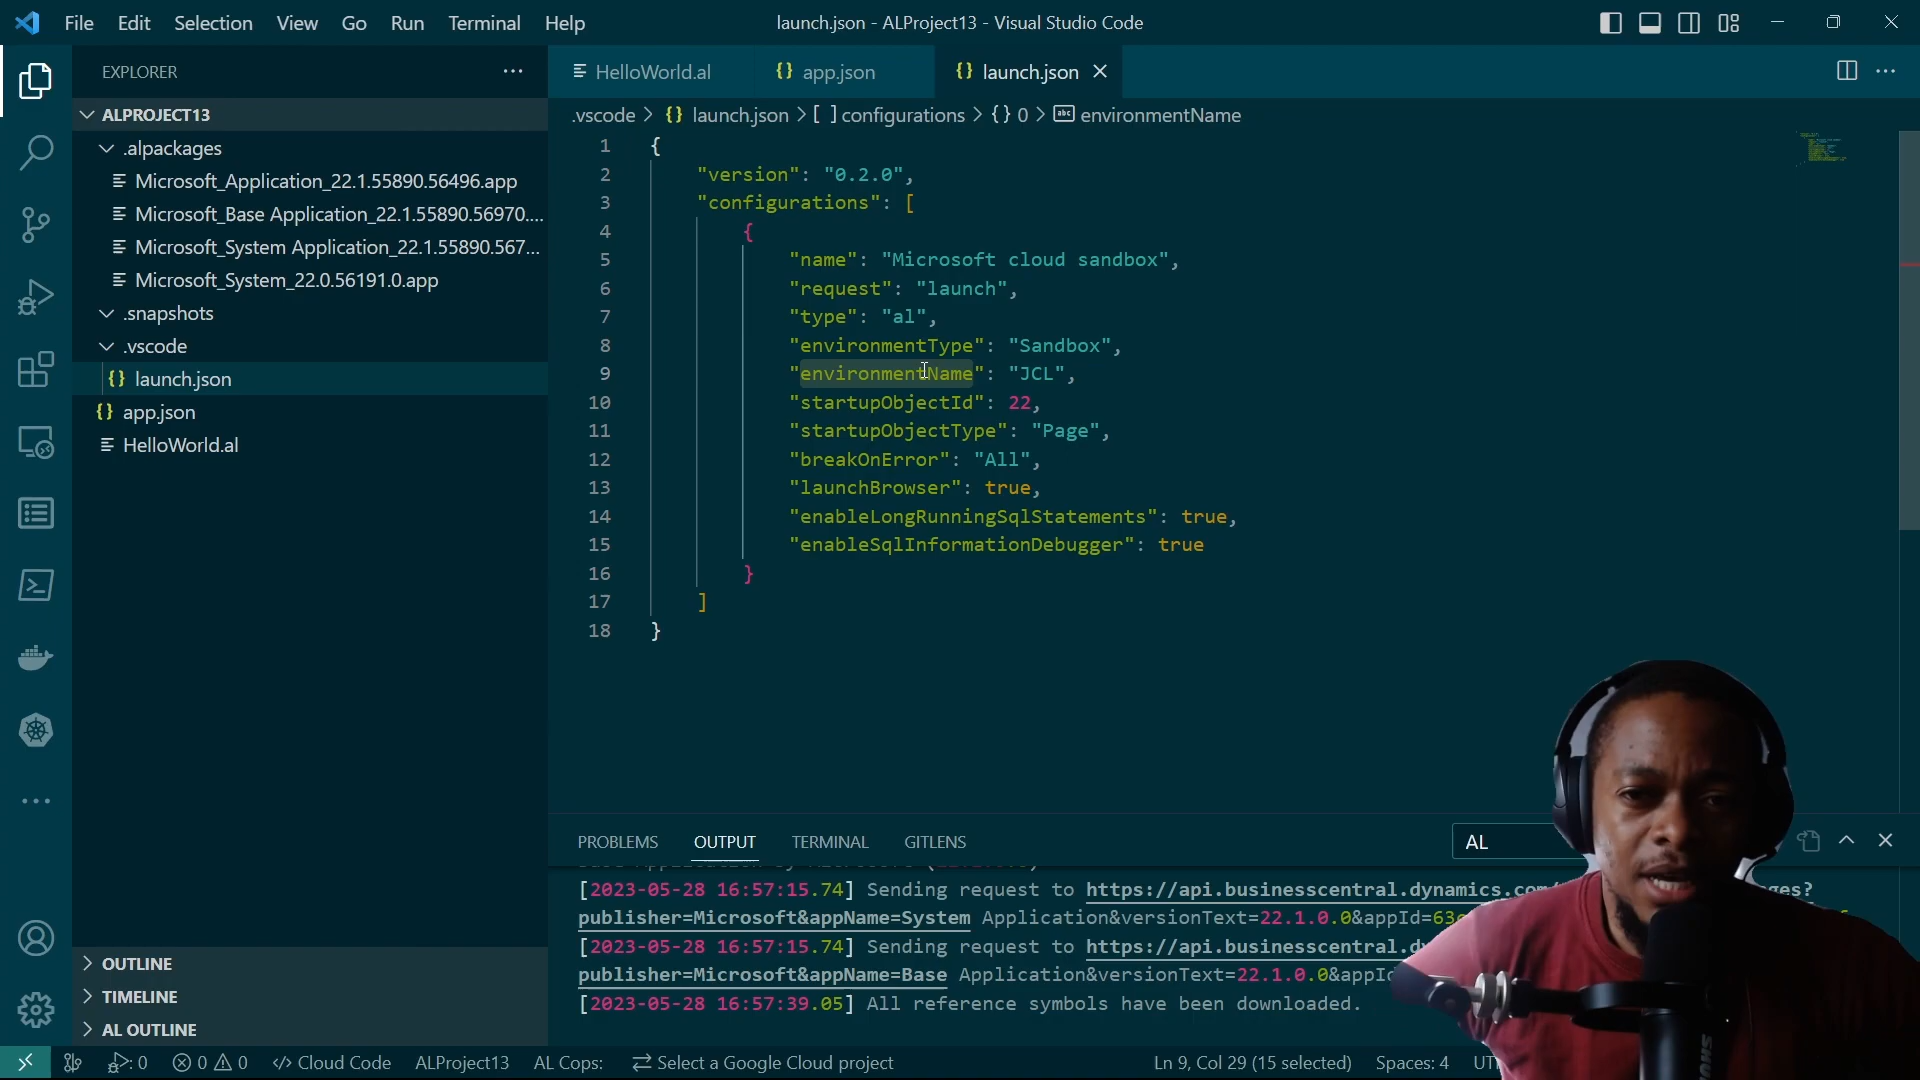 File Edit Selection View Go Run Terminal Help
launch.json - ALProject13 - Visual Studio Code
EXPLORER
ALPROJECT13
.alpackages
Microsoft_Application_22.1.55890.56496.app
Microsoft_Base Application_22.1.55890.56970....
Microsoft_System Application_22.1.55890.567...
Microsoft_System_22.0.56191.0.app
.snapshots
.vscode
{} launch.json
{} app.json
HelloWorld.al
OUTLINE
TIMELINE
AL OUTLINE
HelloWorld.al {} app.json {} launch.json
.vscode > {} launch.json > [ ] configurations > {} 0 > abc environmentName
1 {
2 "version": "0.2.0",
3 "configurations": [
4 {
5 "name": "Microsoft cloud sandbox",
6 "request": "launch",
7 "type": "al",
8 "environmentType": "Sandbox",
9 "environmentName": "JCL",
10 "startupObjectId": 22,
11 "startupObjectType": "Page",
12 "breakOnError": "All",
13 "launchBrowser": true,
14 "enableLongRunningSqlStatements": true,
15 "enableSqlInformationDebugger": true
16 }
17 ]
18 }
PROBLEMS OUTPUT TERMINAL GITLENS
AL
[2023-05-28 16:57:15.74] Sending request to https://api.businesscentral.dynamics.com/
publisher=Microsoft&appName=System Application&versionText=22.1.0.0&appId=63
[2023-05-28 16:57:15.74] Sending request to https://api.businesscentral.dy
publisher=Microsoft&appName=Base Application&versionText=22.1.0.0&appId
[2023-05-28 16:57:39.05] All reference symbols have been downloaded.
0 0 0 </> Cloud Code ALProject13 AL Cops: Select a Google Cloud project Ln 9, Col 29 (15 selected) Spaces: 4